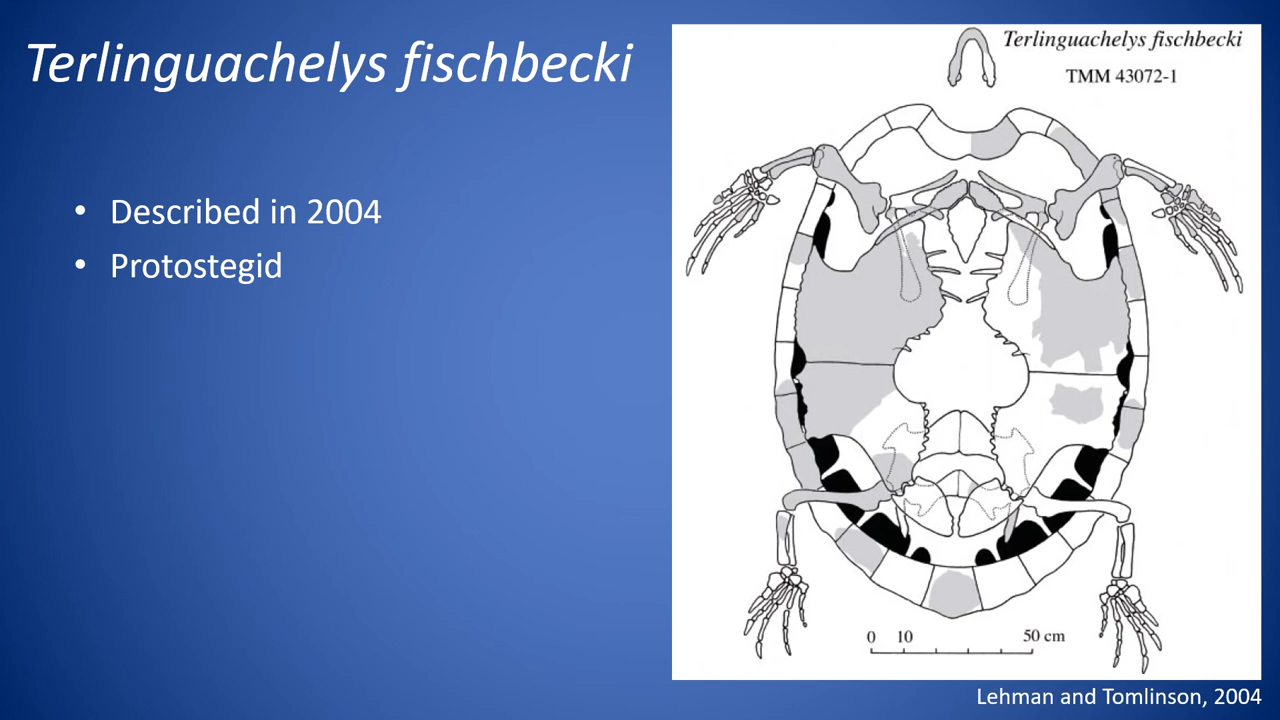 Terlinguachelys fischbecki
• Described in 2004
• Protostegid
Terlinguachelys fischbecki
TMM 43072-1
0 10 50 cm
Lehman and Tomlinson, 2004